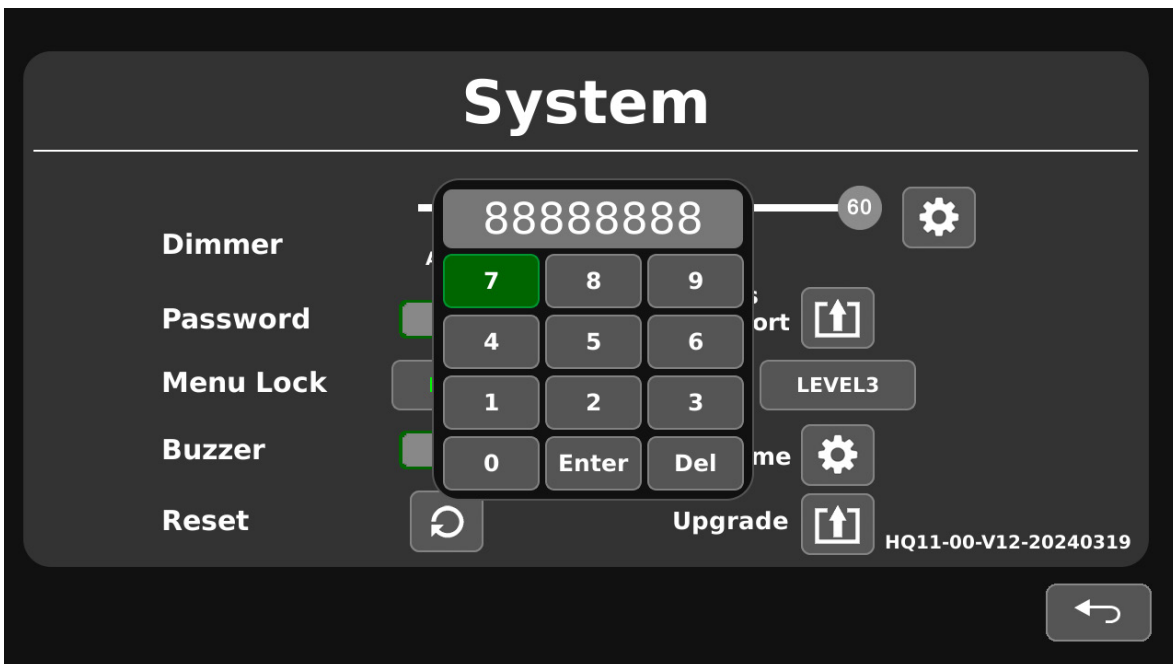 System
60
88888888
Dimmer
7 8 9
Password
ort
4 5 6
Menu Lock
LEVEL3
1 2 3
Buzzer
me
0 Enter Del
Reset
Upgrade
HQ11-00-V12-20240319